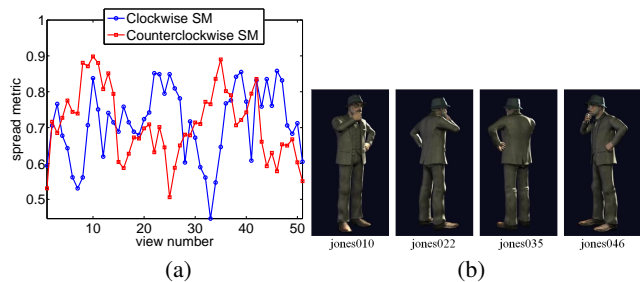 Clockwise SM
Counterclockwise SM
spread metric
1
0.9
0.8
0.7
0.6
0.5
10 20 30 40 50
view number
(a)
jones010 jones022 jones035 jones046
(b)